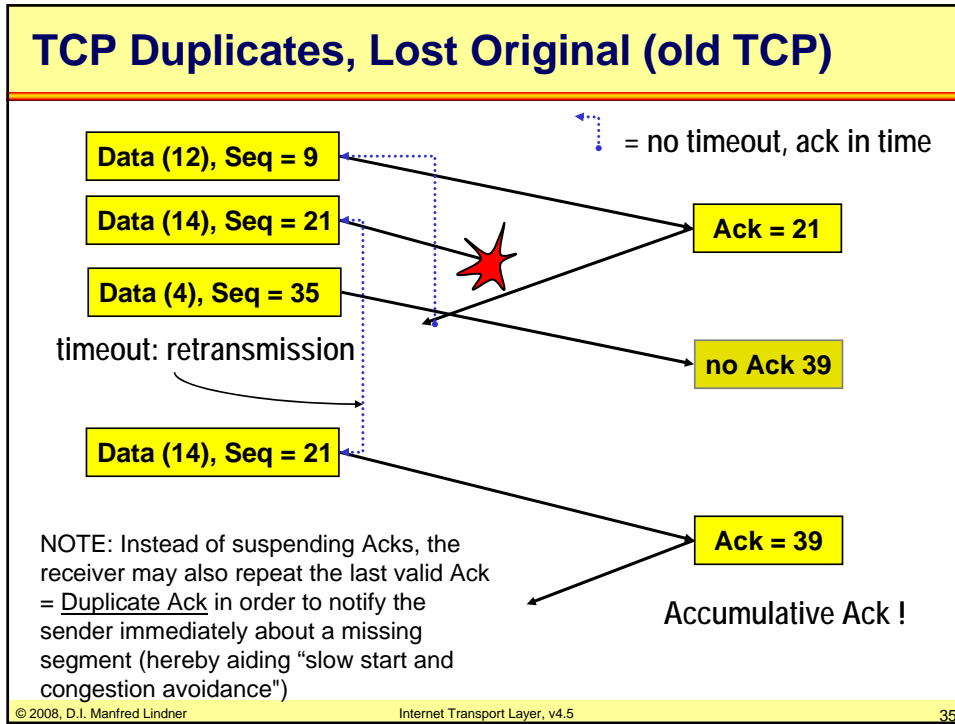 TCP Duplicates, Lost Original (old TCP)
= no timeout, ack in time
Data (12), Seq = 9
Data (14), Seq = 21
Ack = 21
Data (4), Seq = 35
timeout: retransmission
no Ack 39
Data (14), Seq = 21
Ack = 39
Accumulative Ack !
NOTE: Instead of suspending Acks, the
receiver may also repeat the last valid Ack
= Duplicate Ack in order to notify the
sender immediately about a missing
segment (hereby aiding “slow start and
congestion avoidance")
© 2008, D.I. Manfred Lindner
Internet Transport Layer, v4.5
35